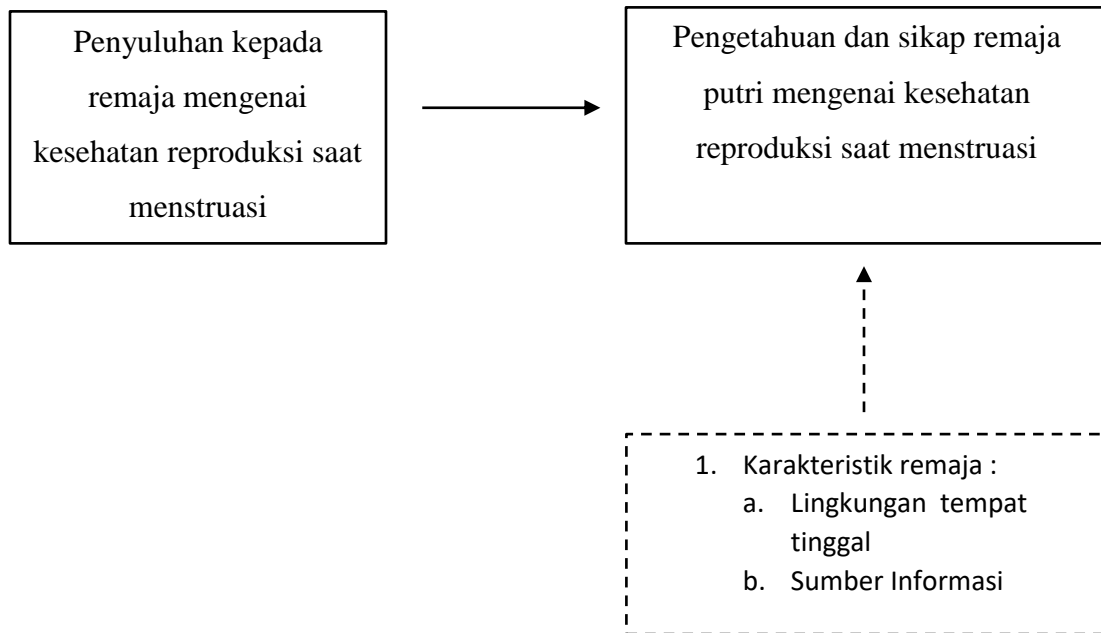 Penyuluhan kepada
remaja mengenai
kesehatan reproduksi saat
menstruasi
Pengetahuan dan sikap remaja
putri mengenai kesehatan
reproduksi saat menstruasi
1. Karakteristik remaja :
a. Lingkungan tempat
tinggal
b. Sumber Informasi